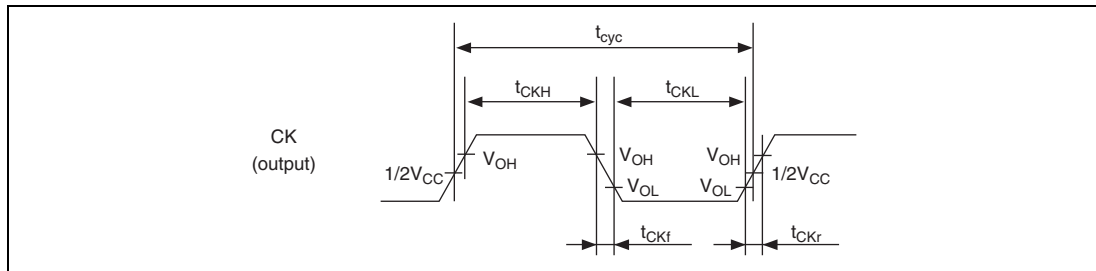 tcyc
tCKH tCKL
CK
(output)
VOH VOH VOH
1/2VCC VOL VOL 1/2VCC
tCKf tCKr